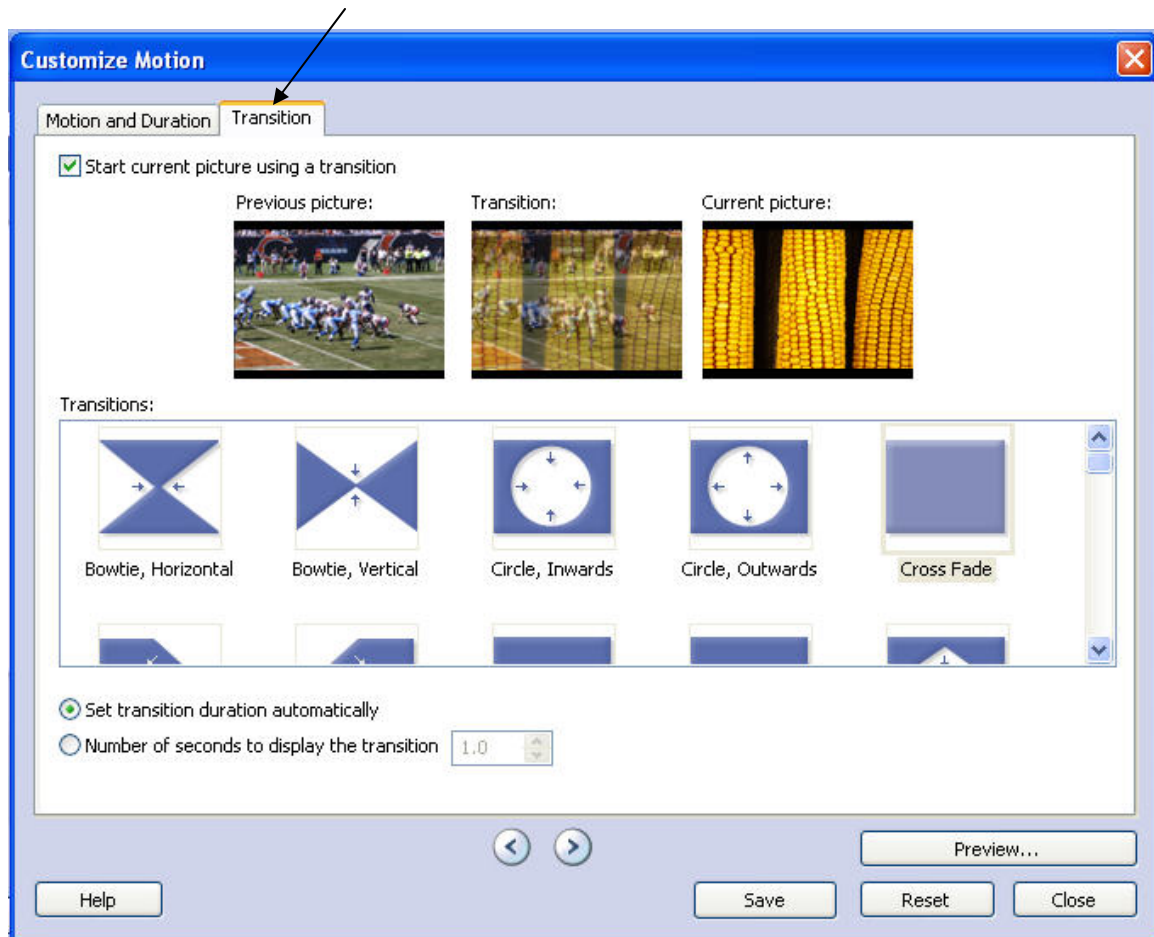 Customize Motion
Motion and Duration Transition
Start current picture using a transition
Previous picture: Transition: Current picture:
Transitions:
Bowtie, Horizontal Bowtie, Vertical Circle, Inwards Circle, Outwards Cross Fade
Set transition duration automatically
Number of seconds to display the transition 1.0
Preview...
Help Save Reset Close